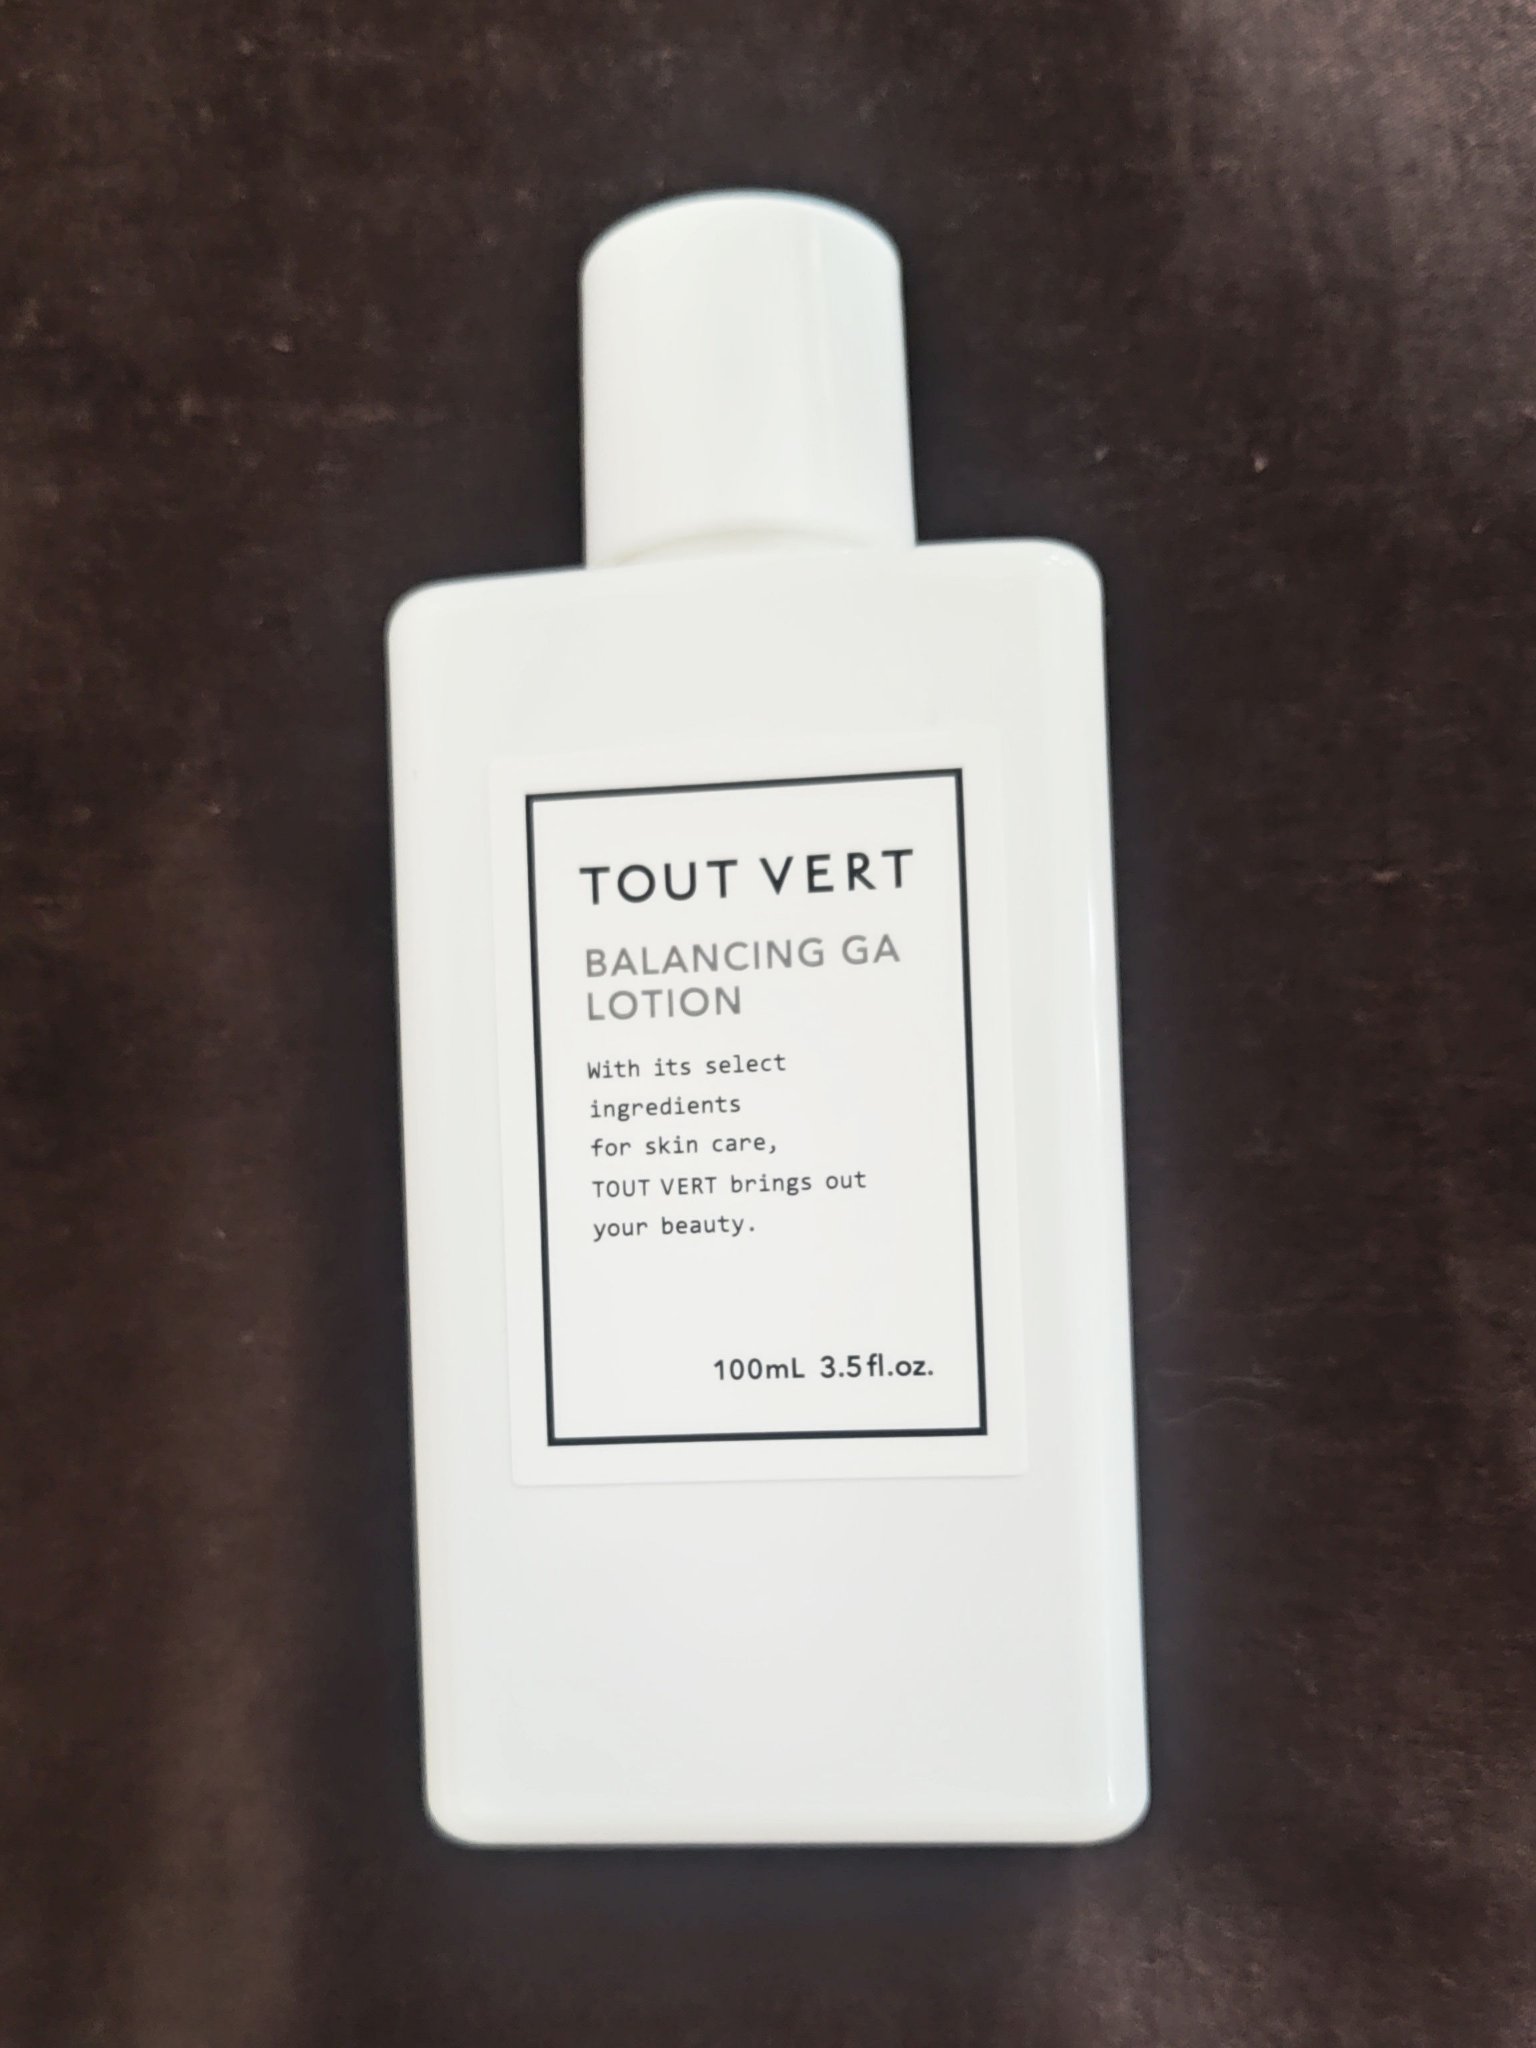 TOUT VERT
BALANCING GA
LOTION
With its select
ingredients
for skin care,
TOUT VERT brings out
your beauty.
100mL 3.5fl.oz.